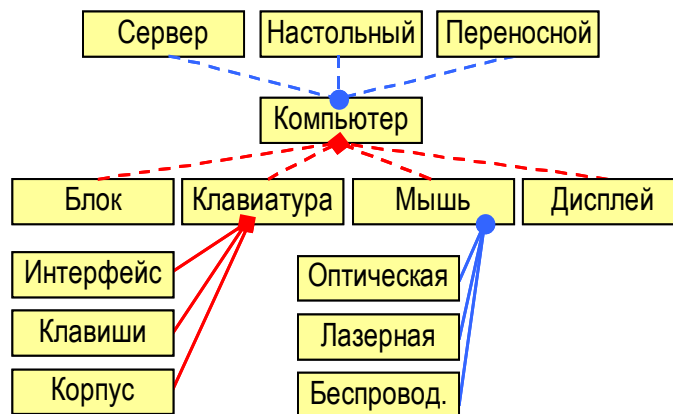 Сервер
Настольный
Переносной
Компьютер
Блок
Клавиатура
Мышь
Дисплей
Интерфейс
Клавиши
Корпус
Оптическая
Лазерная
Беспровод.